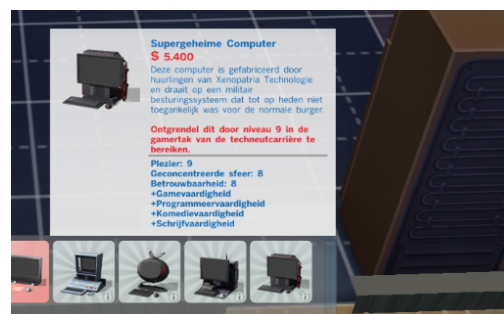 Supergeheime Computer
§ 5.400
Deze computer is gefabriceerd door
huurlingen van Xenopatria Technologie
en draait op een militair
besturingssysteem dat tot op heden niet
toegankelijk was voor de normale burger.
Ontgrendel dit door niveau 9 in de
gamertak van de techneutcarrière te
bereiken.
Plezier: 9
Geconcentreerde sfeer: 8
Betrouwbaarheid: 8
+Gamevaardigheid
+Programmeervaardigheid
+Komedievaardigheid
+Schrijfvaardigheid